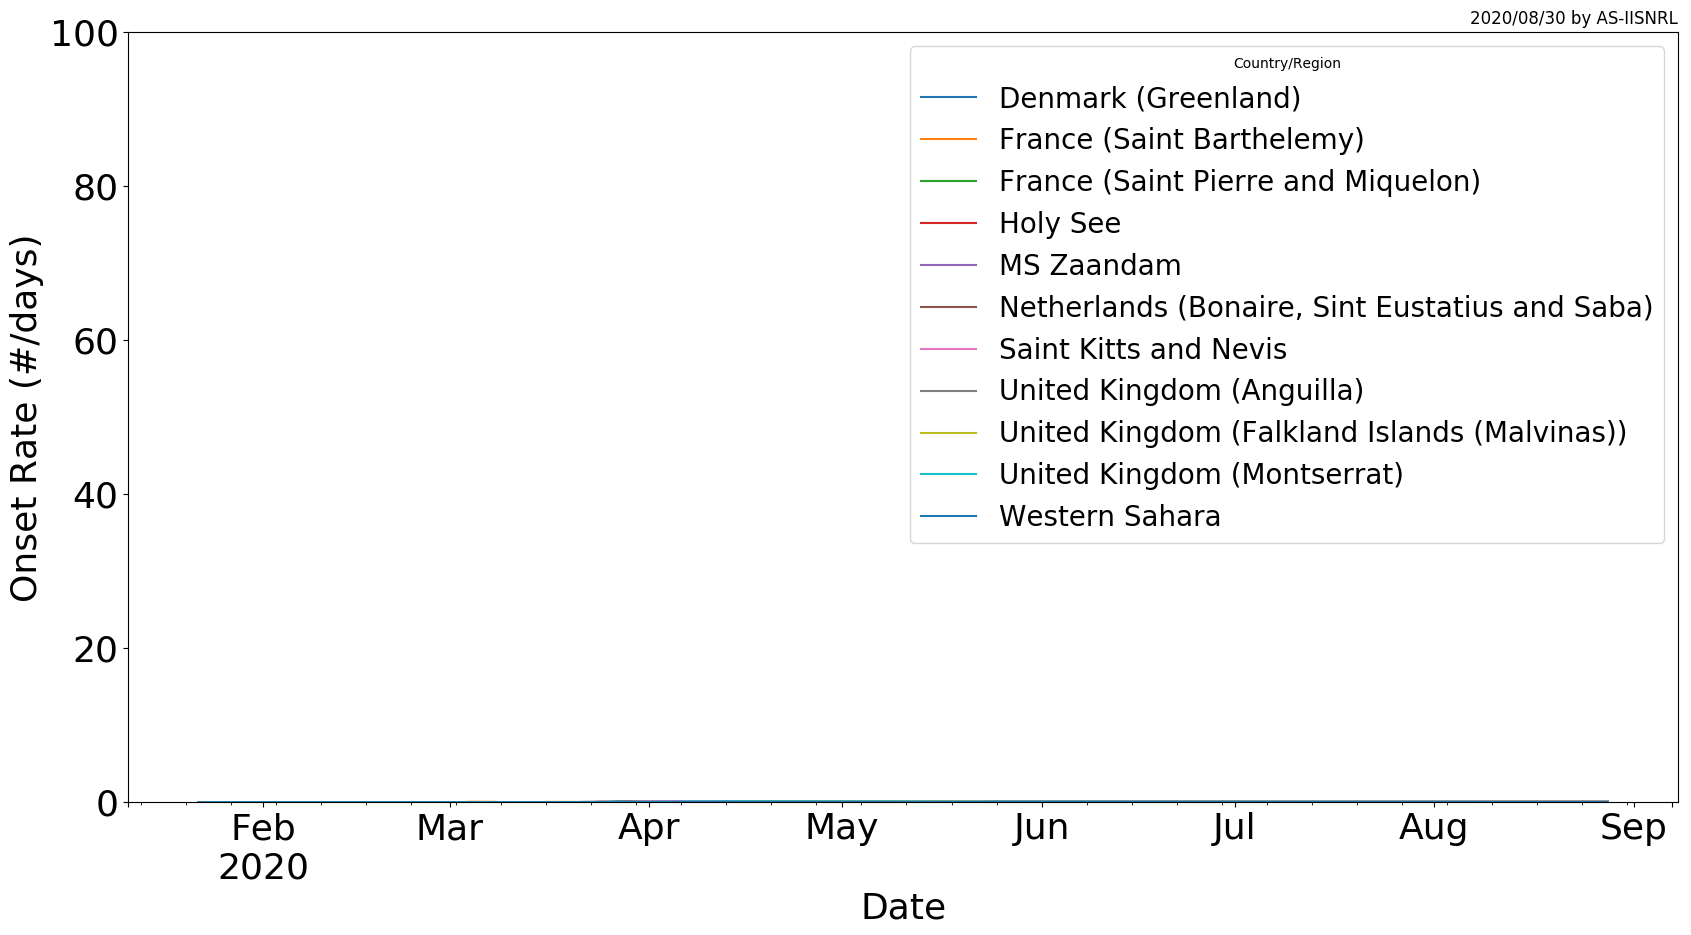 2020/08/30 by AS-IISNRL
100
80
60
40
20
0
Onset Rate (#/days)
Country/Region
Denmark (Greenland)
France (Saint Barthelemy)
France (Saint Pierre and Miquelon)
Holy See
MS Zaandam
Netherlands (Bonaire, Sint Eustatius and Saba)
Saint Kitts and Nevis
United Kingdom (Anguilla)
United Kingdom (Falkland Islands (Malvinas))
United Kingdom (Montserrat)
Western Sahara
Feb Mar Apr May Jun Jul Aug Sep
2020
Date